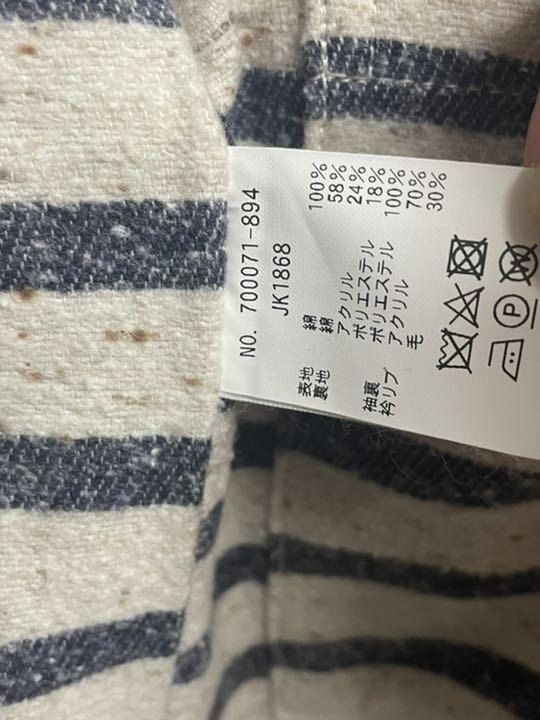 NO. 700071-894
JK1868
表地 綿 100%
裏地 綿 58%
アクリル 24%
ポリエステル 18%
袖裏 ポリエステル 100%
衿リブ アクリル 70%
毛 30%
P